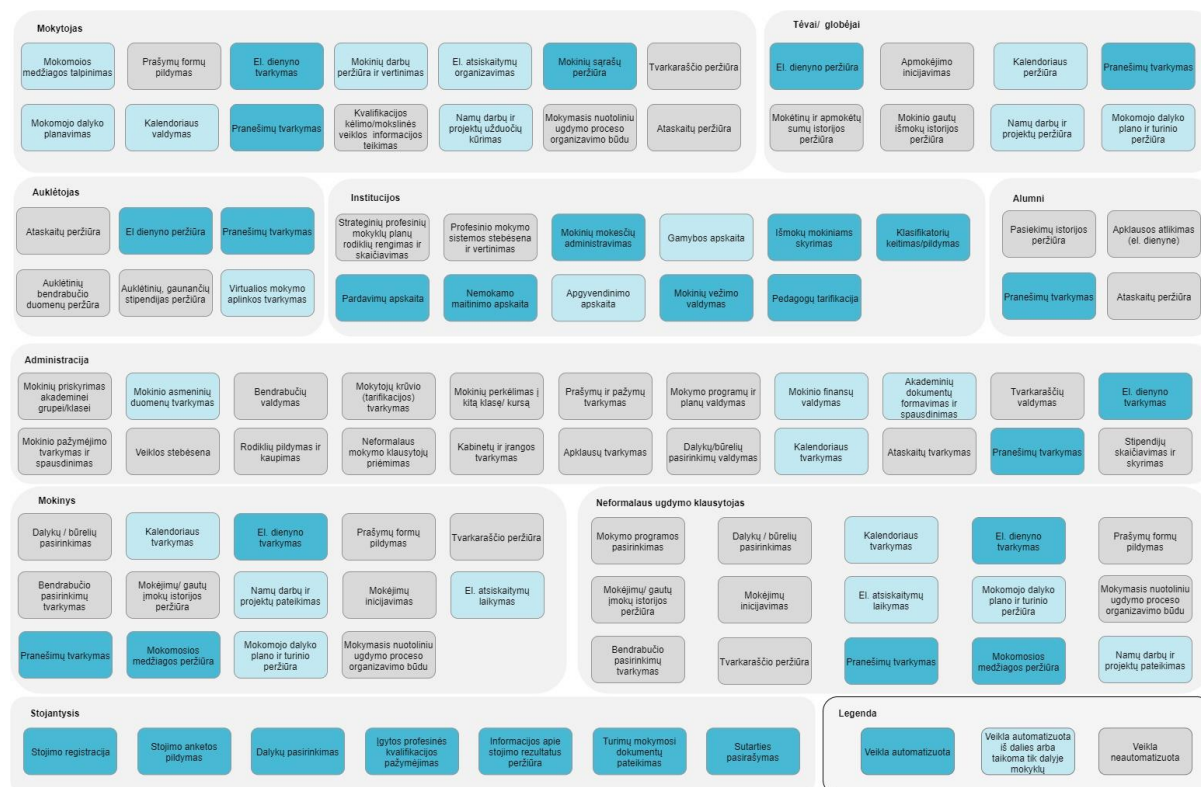 Mokytojas
Mokomoios
medžiagos talpinimas
Prašymų formų
pildymas
El. dienyno
tvarkymas
Mokinių darbų
peržiūra ir vertinimas
El. atsiskaitymų
organizavimas
Mokinių sąrašų
peržiūra
Tvarkaraščio peržiūra
Mokomojo dalyko
planavimas
Kalendoriaus
valdymas
Pranešimų tvarkymas
Kvalifikacijos
kėlimo/mokslinės
veiklos informacijos
teikimas
Namų darbų ir
projektų užduočių
kūrimas
Mokymasis nuotoliniu
ugdymo proceso
organizavimo būdu
Ataskaitų peržiūra
Tėvai/ globėjai
El. dienyno peržiūra
Apmokėjimo
inicijavimas
Kalendoriaus
peržiūra
Pranešimų tvarkymas
Mokėtinų ir apmokėtų
sumų istorijos
peržiūra
Mokinio gautų
išmokų istorijos
peržiūra
Namų darbų ir
projektų peržiūra
Mokomojo dalyko
plano ir turinio
peržiūra
Auklėtojas
Ataskaitų peržiūra
El dienyno peržiūra
Pranešimų tvarkymas
Auklėtinių
bendrabučio
duomenų peržūra
Auklėtinių, gaunančių
stipendijas peržiūra
Virtualios mokymo
aplinkos tvarkymas
Institucijos
Strateginių profesinių
mokyklų planų
rodiklių rengimas ir
skaičiavimas
Profesinio mokymo
sistemos stebėsena
ir vertinimas
Mokinių mokesčių
administravimas
Gamybos apskaita
Išmokų mokiniams
skyrimas
Klasifikatorių
keitimas/pildymas
Pardavimų apskaita
Nemokamo
maitinimo apskaita
Apgyvendinimo
apskaita
Mokinių vežimo
valdymas
Pedagogų tarifikacija
Alumni
Pasiekimų istorijos
peržiūra
Apklausos atlikimas
(el. dienyne)
Pranešimų tvarkymas
Ataskaitų peržiūra
Administracija
Mokinių priskyrimas
akademinei
grupei/klasei
Mokinio asmeninių
duomenų tvarkymas
Bendrabučių
valdymas
Mokytojų krūvio
(tarifikacijos)
tvarkymas
Mokinių perkėlimas į
kitą klasę/ kursą
Prašymų ir pažymų
tvarkymas
Mokymo programų ir
planų valdymas
Mokinio finansų
valdymas
Akademinių
dokumentų
formavimas ir
spausdinimas
Tvarkaraščių
valdymas
El. dienyno
tvarkymas
Mokinio pažymėjimo
tvarkymas ir
spausdinimas
Veiklos stebėsena
Rodiklių pildymas ir
kaupimas
Neformalaus
mokymo klausytojų
priėmimas
Kabinetų ir įrangos
tvarkymas
Apklausų tvarkymas
Dalykų/būrelių
pasirinkimų valdymas
Kalendoriaus
tvarkymas
Ataskaitų tvarkymas
Pranešimų tvarkymas
Stipendijų
skaičiavimas ir
skyrimas
Mokinys
Dalykų / būrelių
pasirinkimas
Kalendoriaus
tvarkymas
El. dienyno
tvarkymas
Prašymų formų
pildymas
Tvarkaraščio peržiūra
Bendrabučio
pasirinkimų
tvarkymas
Mokėjimų/ gautų
įmokų istorijos
peržiūra
Namų darbų ir
projektų pateikimas
Mokėjimų
inicijavimas
El. atsiskaitymų
laikymas
Pranešimų tvarkymas
Mokomosios
medžiagos peržiūra
Mokomojo dalyko
plano ir turinio
peržiūra
Mokymasis nuotoliniu
ugdymo proceso
organizavimo būdu
Neformalaus ugdymo klausytojas
Mokymo programos
pasirinkimas
Dalykų / būrelių
pasirinkimas
Kalendoriaus
tvarkymas
El. dienyno
tvarkymas
Prašymų formų
pildymas
Mokėjimų/ gautų
įmokų istorijos
peržiūra
Mokėjimų
inicijavimas
El. atsiskaitymų
laikymas
Mokomojo dalyko
plano ir turinio
peržiūra
Mokymasis nuotoliniu
ugdymo proceso
organizavimo būdu
Bendrabučio
pasirinkimų
tvarkymas
Tvarkaraščio peržiūra
Pranešimų tvarkymas
Mokomosios
medžiagos peržiūra
Namų darbų ir
projektų pateikimas
Stojantysis
Stojimo registracija
Stojimo anketos
pildymas
Dalykų pasirinkimas
Įgytos profesinės
kvalifikacijos
pažymėjimas
Informacijos apie
stojimo rezultatus
peržiūra
Turimų mokymosi
dokumentų
pateikimas
Sutarties
pasirašymas
Legenda
Veikla automatizuota
Veikla automatizuota
iš dalies arba
taikoma tik dalyje
mokyklų
Veikla
neautomatizuota